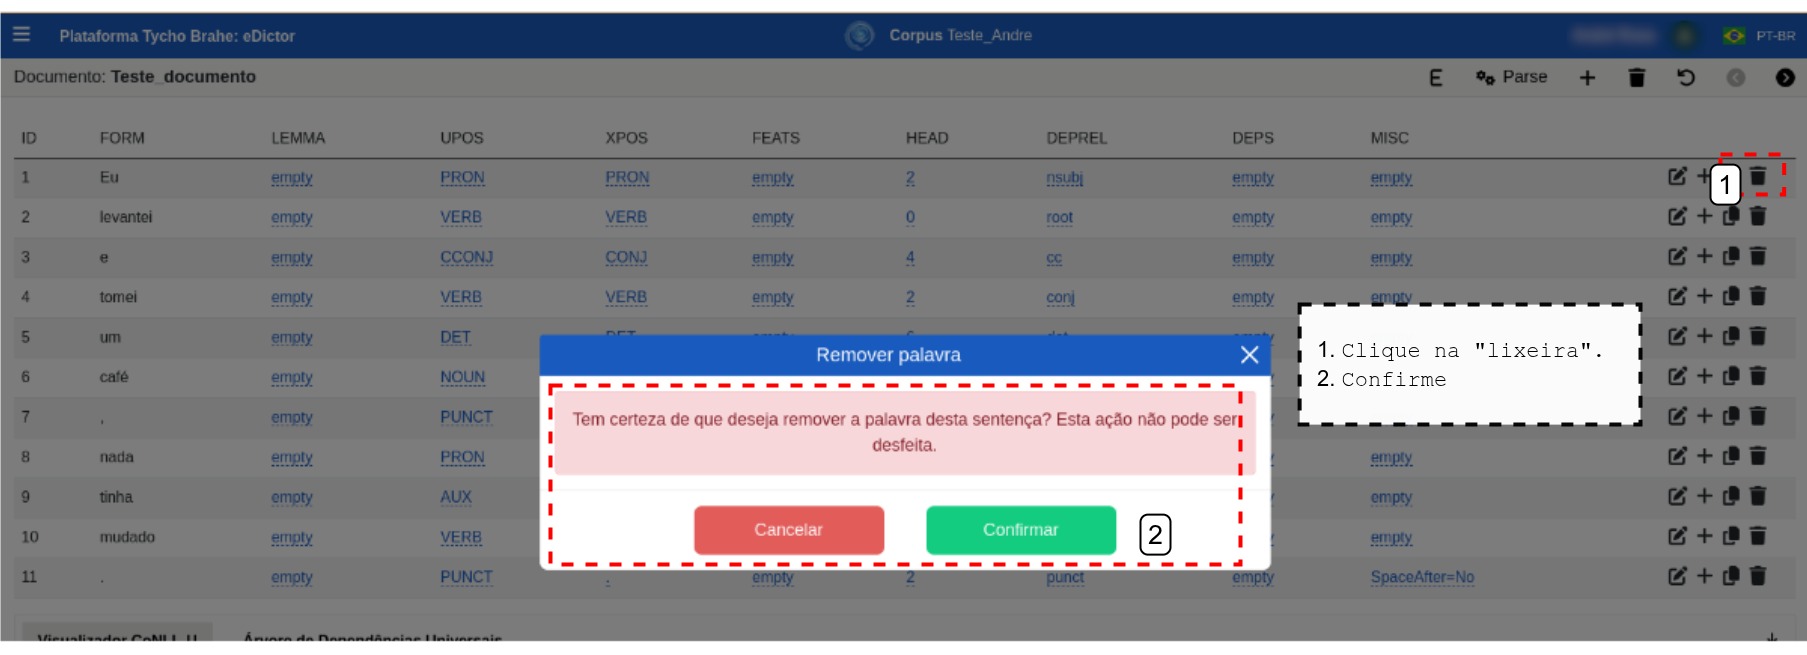 Plataforma Tycho Brahe: eDictor Corpus Teste_Andre PT-BR
Documento: Teste_documento E Parse
ID FORM LEMMA UPOS XPOS FEATS HEAD DEPREL DEPS MISC
1 Eu empty PRON PRON empty 2 nsubj empty empty
1
2 levantei empty VERB VERB empty 0 root empty empty
3 e empty CCONJ CONJ empty 4 cc empty empty
4 tomei empty VERB VERB empty 2 conj empty empty
5 um empty DET
6 café empty NOUN
7 , empty PUNCT
8 nada empty PRON empty
9 tinha empty AUX empty
10 mudado empty VERB empty
11 . empty PUNCT . empty 2 punct empty SpaceAfter=No
Remover palavra
Tem certeza de que deseja remover a palavra desta sentença? Esta ação não pode ser
desfeita.
Cancelar Confirmar 2
1. Clique na "lixeira".
2. Confirme
Visualizador CoNLL-U Árvore de Dependências Universais